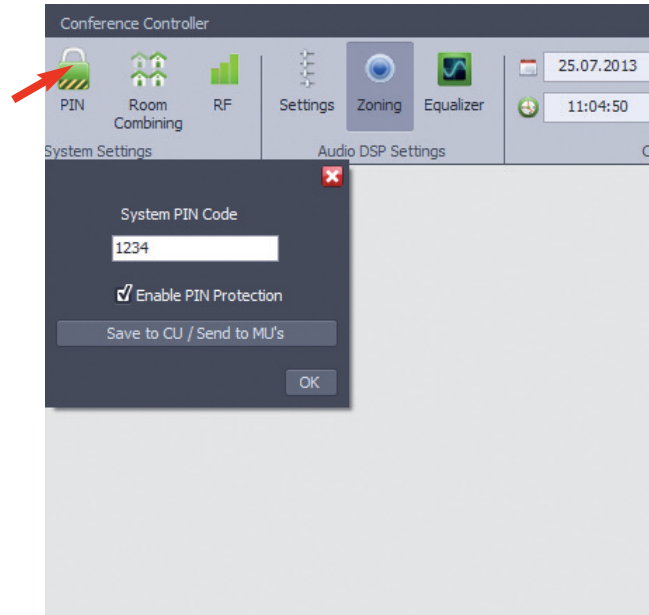 Conference Controller
PIN
Room
Combining
RF
Settings
Zoning
Equalizer
25.07.2013
11:04:50
System Settings
Audio DSP Settings
System PIN Code
1234
Enable PIN Protection
Save to CU / Send to MU's
OK